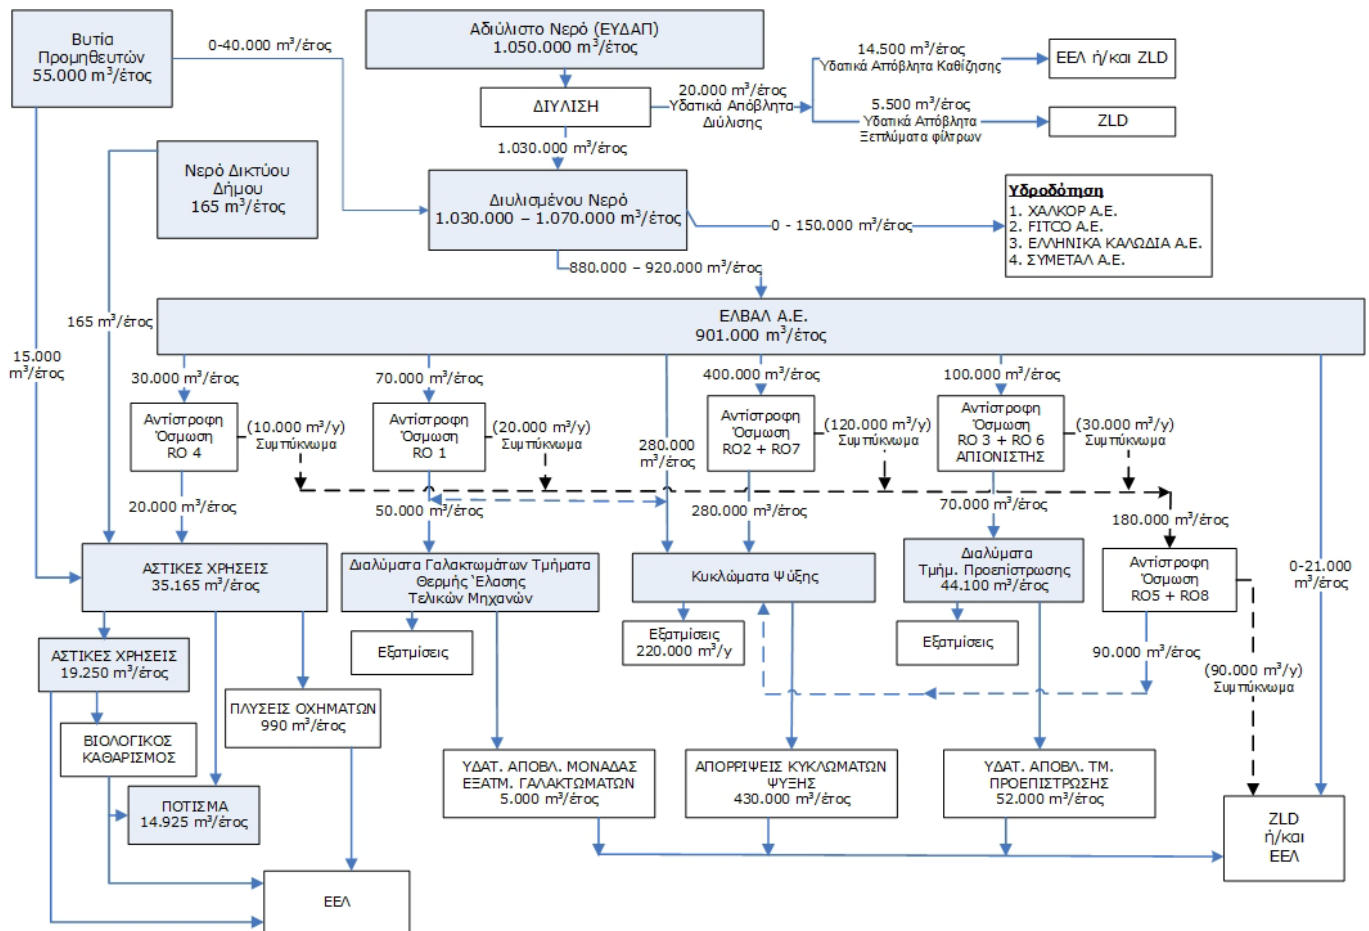 Βυτία
Προμηθευτών
55.000 m³/έτος
0-40.000 m³/έτος
Αδιύλιστο Νερό (ΕΥΔΑΠ)
1.050.000 m³/έτος
14.500 m³/έτος
Υδατικά Απόβλητα Καθίζησης
ΕΕΛ ή/και ZLD
ΔΙΥΛΙΣΗ
20.000 m³/έτος
Υδατικά Απόβλητα
Διύλισης
5.500 m³/έτος
Υδατικά Απόβλητα
Ξεπλύματα φίλτρων
ZLD
1.030.000 m³/έτος
Νερό Δικτύου
Δήμου
165 m³/έτος
Διυλισμένου Νερό
1.030.000 – 1.070.000 m³/έτος
0 - 150.000 m³/έτος
Υδροδότηση
1. ΧΑΛΚΟΡ Α.Ε.
2. FITCO Α.Ε.
3. ΕΛΛΗΝΙΚΑ ΚΑΛΩΔΙΑ Α.Ε.
4. ΣΥΜΕΤΑΛ Α.Ε.
880.000 – 920.000 m³/έτος
ΕΛΒΑΛ Α.Ε.
901.000 m³/έτος
165 m³/έτος
15.000
m³/έτος
30.000 m³/έτος
70.000 m³/έτος
400.000 m³/έτος
100.000 m³/έτος
Αντίστροφη
Όσμωση
RO 4
(10.000 m³/y)
Συμπύκνωμα
Αντίστροφη
Όσμωση
RO 1
(20.000 m³/y)
Συμπύκνωμα
280.000
m³/έτος
Αντίστροφη
Όσμωση
RO2 + RO7
(120.000 m³/y)
Συμπύκνωμα
Αντίστροφη
Όσμωση
RO 3 + RO 6
ΑΠΙΟΝΙΣΤΗΣ
(30.000 m³/y)
Συμπύκνωμα
0-21.000
m³/έτος
20.000 m³/έτος
50.000 m³/έτος
280.000 m³/έτος
70.000 m³/έτος
180.000 m³/έτος
ΑΣΤΙΚΕΣ ΧΡΗΣΕΙΣ
35.165 m³/έτος
Διαλύματα Γαλακτωμάτων Τμήματα
Θερμής Έλασης
Τελικών Μηχανών
Κυκλώματα Ψύξης
Διαλύματα
Τμήμ. Προεπίστρωσης
44.100 m³/έτος
Αντίστροφη
Όσμωση
RO5 + RO8
Εξατμίσεις
Εξατμίσεις
220.000 m³/y
Εξατμίσεις
90.000 m³/έτος
(90.000 m³/y)
Συμπύκνωμα
ΑΣΤΙΚΕΣ ΧΡΗΣΕΙΣ
19.250 m³/έτος
ΠΛΥΣΕΙΣ ΟΧΗΜΑΤΩΝ
990 m³/έτος
ΒΙΟΛΟΓΙΚΟΣ
ΚΑΘΑΡΙΣΜΟΣ
ΠΟΤΙΣΜΑ
14.925 m³/έτος
ΥΔΑΤ. ΑΠΟΒΛ. ΜΟΝΑΔΑΣ
ΕΞΑΤΜ. ΓΑΛΑΚΤΩΜΑΤΩΝ
5.000 m³/έτος
ΑΠΟΡΡΙΨΕΙΣ ΚΥΚΛΩΜΑΤΩΝ
ΨΥΞΗΣ
430.000 m³/έτος
ΥΔΑΤ. ΑΠΟΒΛ. ΤΜ.
ΠΡΟΕΠΙΣΤΡΩΣΗΣ
52.000 m³/έτος
ZLD
ή/και
ΕΕΛ
ΕΕΛ